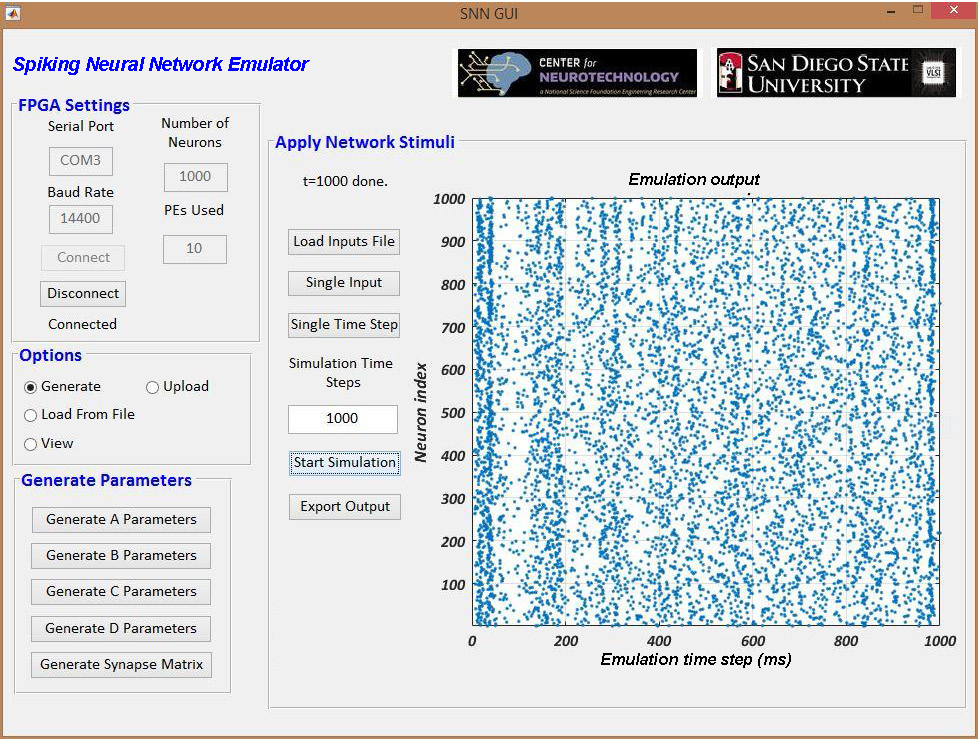 SNN GUI
Spiking Neural Network Emulator
CENTER for
NEUROTECHNOLOGY
a National Science Foundation Engineering Research Center
SAN DIEGO STATE
UNIVERSITY
VLSI
FPGA Settings
Serial Port
COM3
Baud Rate
14400
Connect
Disconnect
Connected
Number of
Neurons
1000
PEs Used
10
Options
Generate
Upload
Load From File
View
Generate Parameters
Generate A Parameters
Generate B Parameters
Generate C Parameters
Generate D Parameters
Generate Synapse Matrix
Apply Network Stimuli
t=1000 done.
Load Inputs File
Single Input
Single Time Step
Simulation Time
Steps
1000
Start Simulation
Export Output
Emulation output
Neuron index
1000
900
800
700
600
500
400
300
200
100
0 200 400 600 800 1000
Emulation time step (ms)